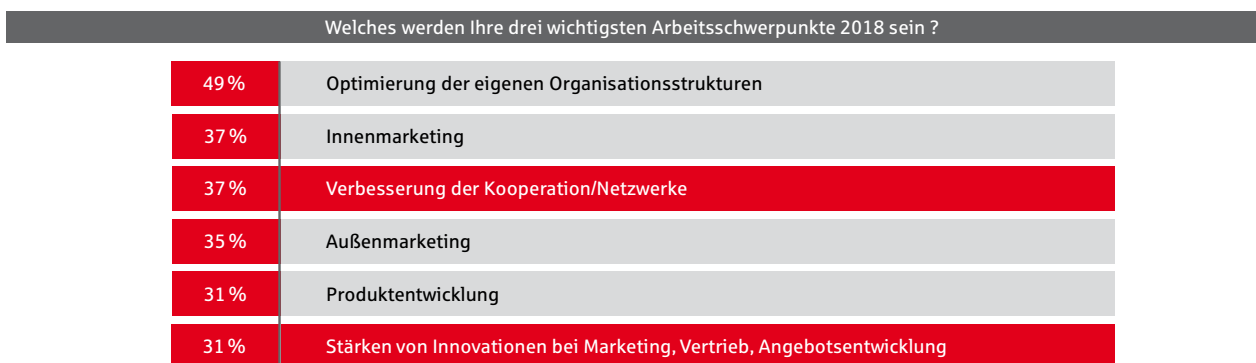 Welches werden Ihre drei wichtigsten Arbeitsschwerpunkte 2018 sein ?
49 % Optimierung der eigenen Organisationsstrukturen
37 % Innenmarketing
37 % Verbesserung der Kooperation/Netzwerke
35 % Außenmarketing
31 % Produktentwicklung
31 % Stärken von Innovationen bei Marketing, Vertrieb, Angebotsentwicklung